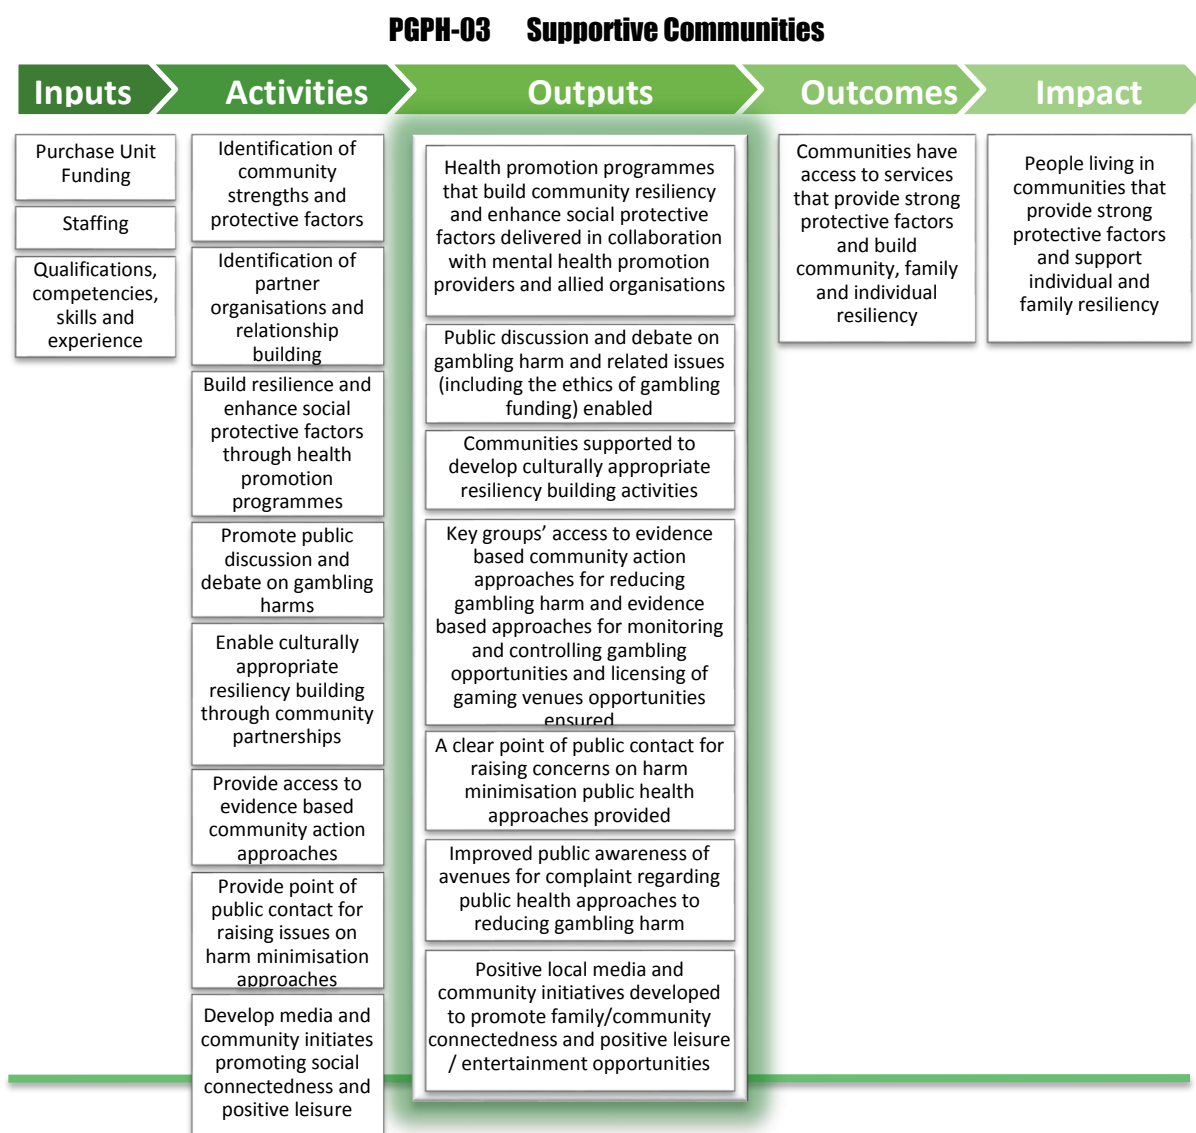 PGPH-03 Supportive Communities
Inputs
Activities
Outputs
Outcomes
Impact
Purchase Unit
Funding
Staffing
Qualifications,
competencies,
skills and
experience
Identification of
community
strengths and
protective factors
Identification of
partner
organisations and
relationship
building
Build resilience and
enhance social
protective factors
through health
promotion
programmes
Promote public
discussion and
debate on gambling
harms
Enable culturally
appropriate
resiliency building
through community
partnerships
Provide access to
evidence based
community action
approaches
Provide point of
public contact for
raising issues on
harm minimisation
approaches
Develop media and
community initiates
promoting social
connectedness and
positive leisure
Health promotion programmes
that build community resiliency
and enhance social protective
factors delivered in collaboration
with mental health promotion
providers and allied organisations
Public discussion and debate on
gambling harm and related issues
(including the ethics of gambling
funding) enabled
Communities supported to
develop culturally appropriate
resiliency building activities
Key groups’ access to evidence
based community action
approaches for reducing
gambling harm and evidence
based approaches for monitoring
and controlling gambling
opportunities and licensing of
gaming venues opportunities
ensured
A clear point of public contact for
raising concerns on harm
minimisation public health
approaches provided
Improved public awareness of
avenues for complaint regarding
public health approaches to
reducing gambling harm
Positive local media and
community initiatives developed
to promote family/community
connectedness and positive leisure
/ entertainment opportunities
Communities have
access to services
that provide strong
protective factors
and build
community, family
and individual
resiliency
People living in
communities that
provide strong
protective factors
and support
individual and
family resiliency